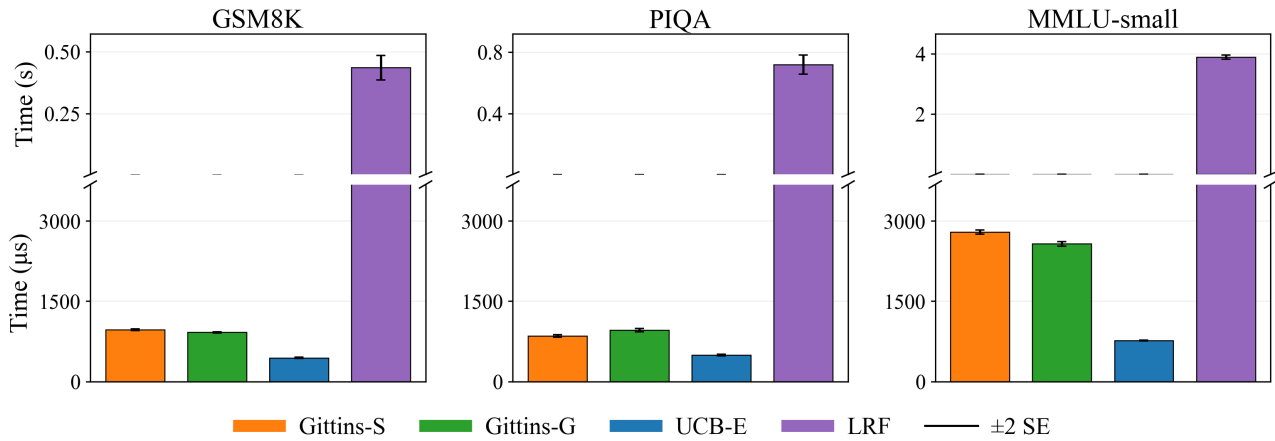 GSM8K
PIQA
MMLU-small
Time (s)
0.50
0.25
0.8
0.4
4
2
Time (µs)
3000
1500
0
3000
1500
0
3000
1500
0
Gittins-S Gittins-G UCB-E LRF ±2 SE